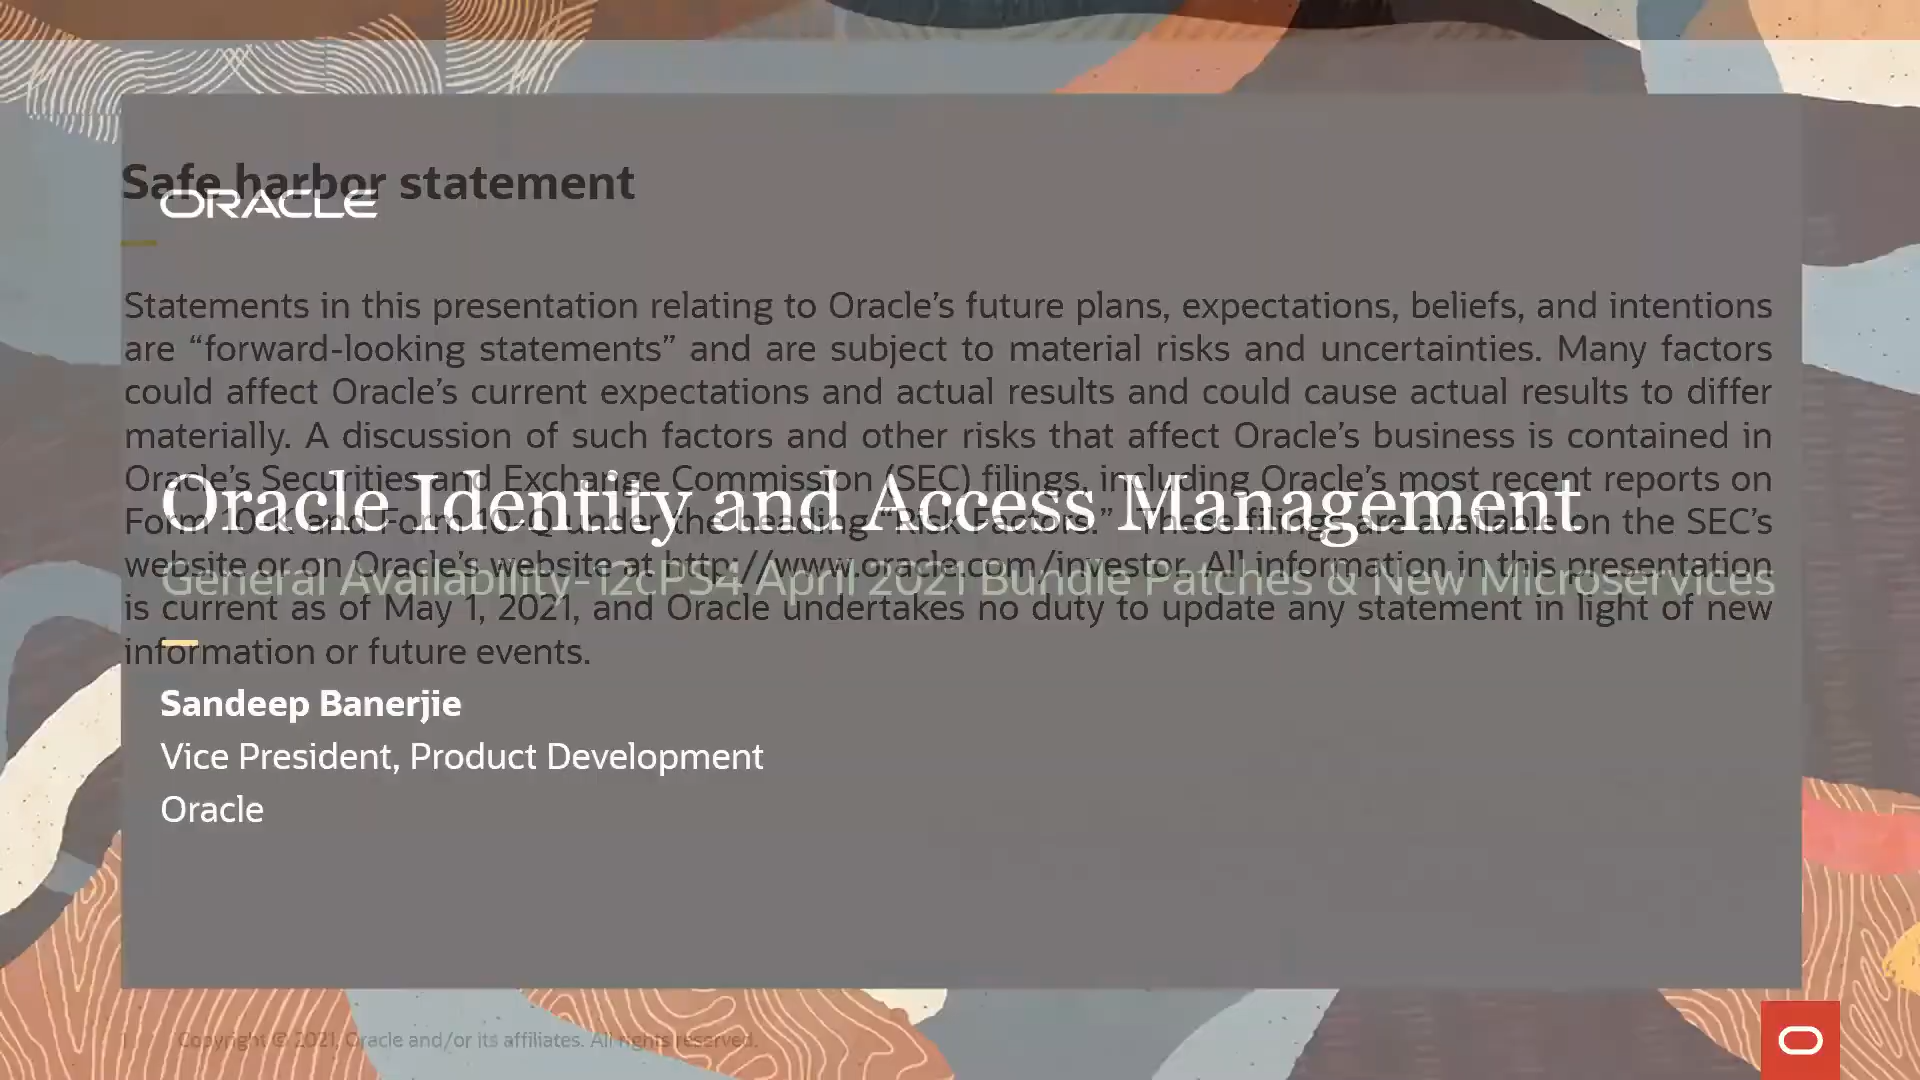 Safe harbor statement
ORACLE
Statements in this presentation relating to Oracle’s future plans, expectations, beliefs, and intentions
are “forward-looking statements” and are subject to material risks and uncertainties. Many factors
could affect Oracle’s current expectations and actual results and could cause actual results to differ
materially. A discussion of such factors and other risks that affect Oracle’s business is contained in
Oracle’s Securities and Exchange Commission (SEC) filings, including Oracle’s most recent reports on
Oracle Identity and Access Management
Form 10-K and Form 10-Q under the heading “Risk Factors.” These filings are available on the SEC’s
website or on Oracle’s website at http://www.oracle.com/investor. All information in this presentation
General Availability-12cPS4 April 2021 Bundle Patches & New Microservices
is current as of May 1, 2021, and Oracle undertakes no duty to update any statement in light of new
information or future events.
Sandeep Banerjie
Vice President, Product Development
Oracle
1 Copyright © 2021, Oracle and/or its affiliates. All rights reserved.